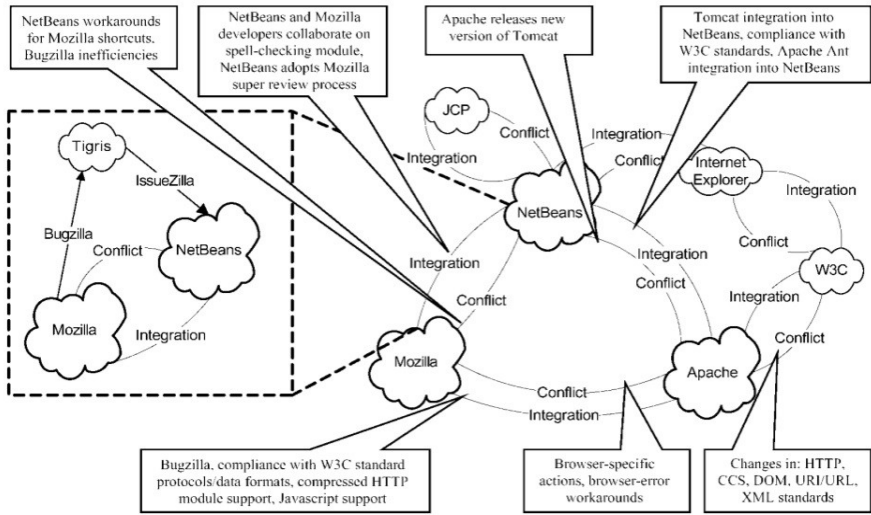 NetBeans workarounds
for Mozilla shortcuts,
Bugzilla inefficiencies
NetBeans and Mozilla
developers collaborate on
spell-checking module,
NetBeans adopts Mozilla
super review process
Apache releases new
version of Tomcat
Tomcat integration into
NetBeans, compliance with
W3C standards, Apache Ant
integration into NetBeans
Tigris
IssueZilla
Bugzilla
NetBeans
Conflict
Mozilla
Integration
JCP
Conflict
Integration
NetBeans
Integration
Conflict
Internet
Explorer
Integration
Conflict
W3C
Integration
Conflict
Integration
Conflict
Integration
Conflict
Mozilla
Apache
Conflict
Integration
Bugzilla, compliance with W3C standard
protocols/data formats, compressed HTTP
module support, Javascript support
Browser-specific
actions, browser-error
workarounds
Changes in: HTTP,
CCS, DOM, URI/URL,
XML standards